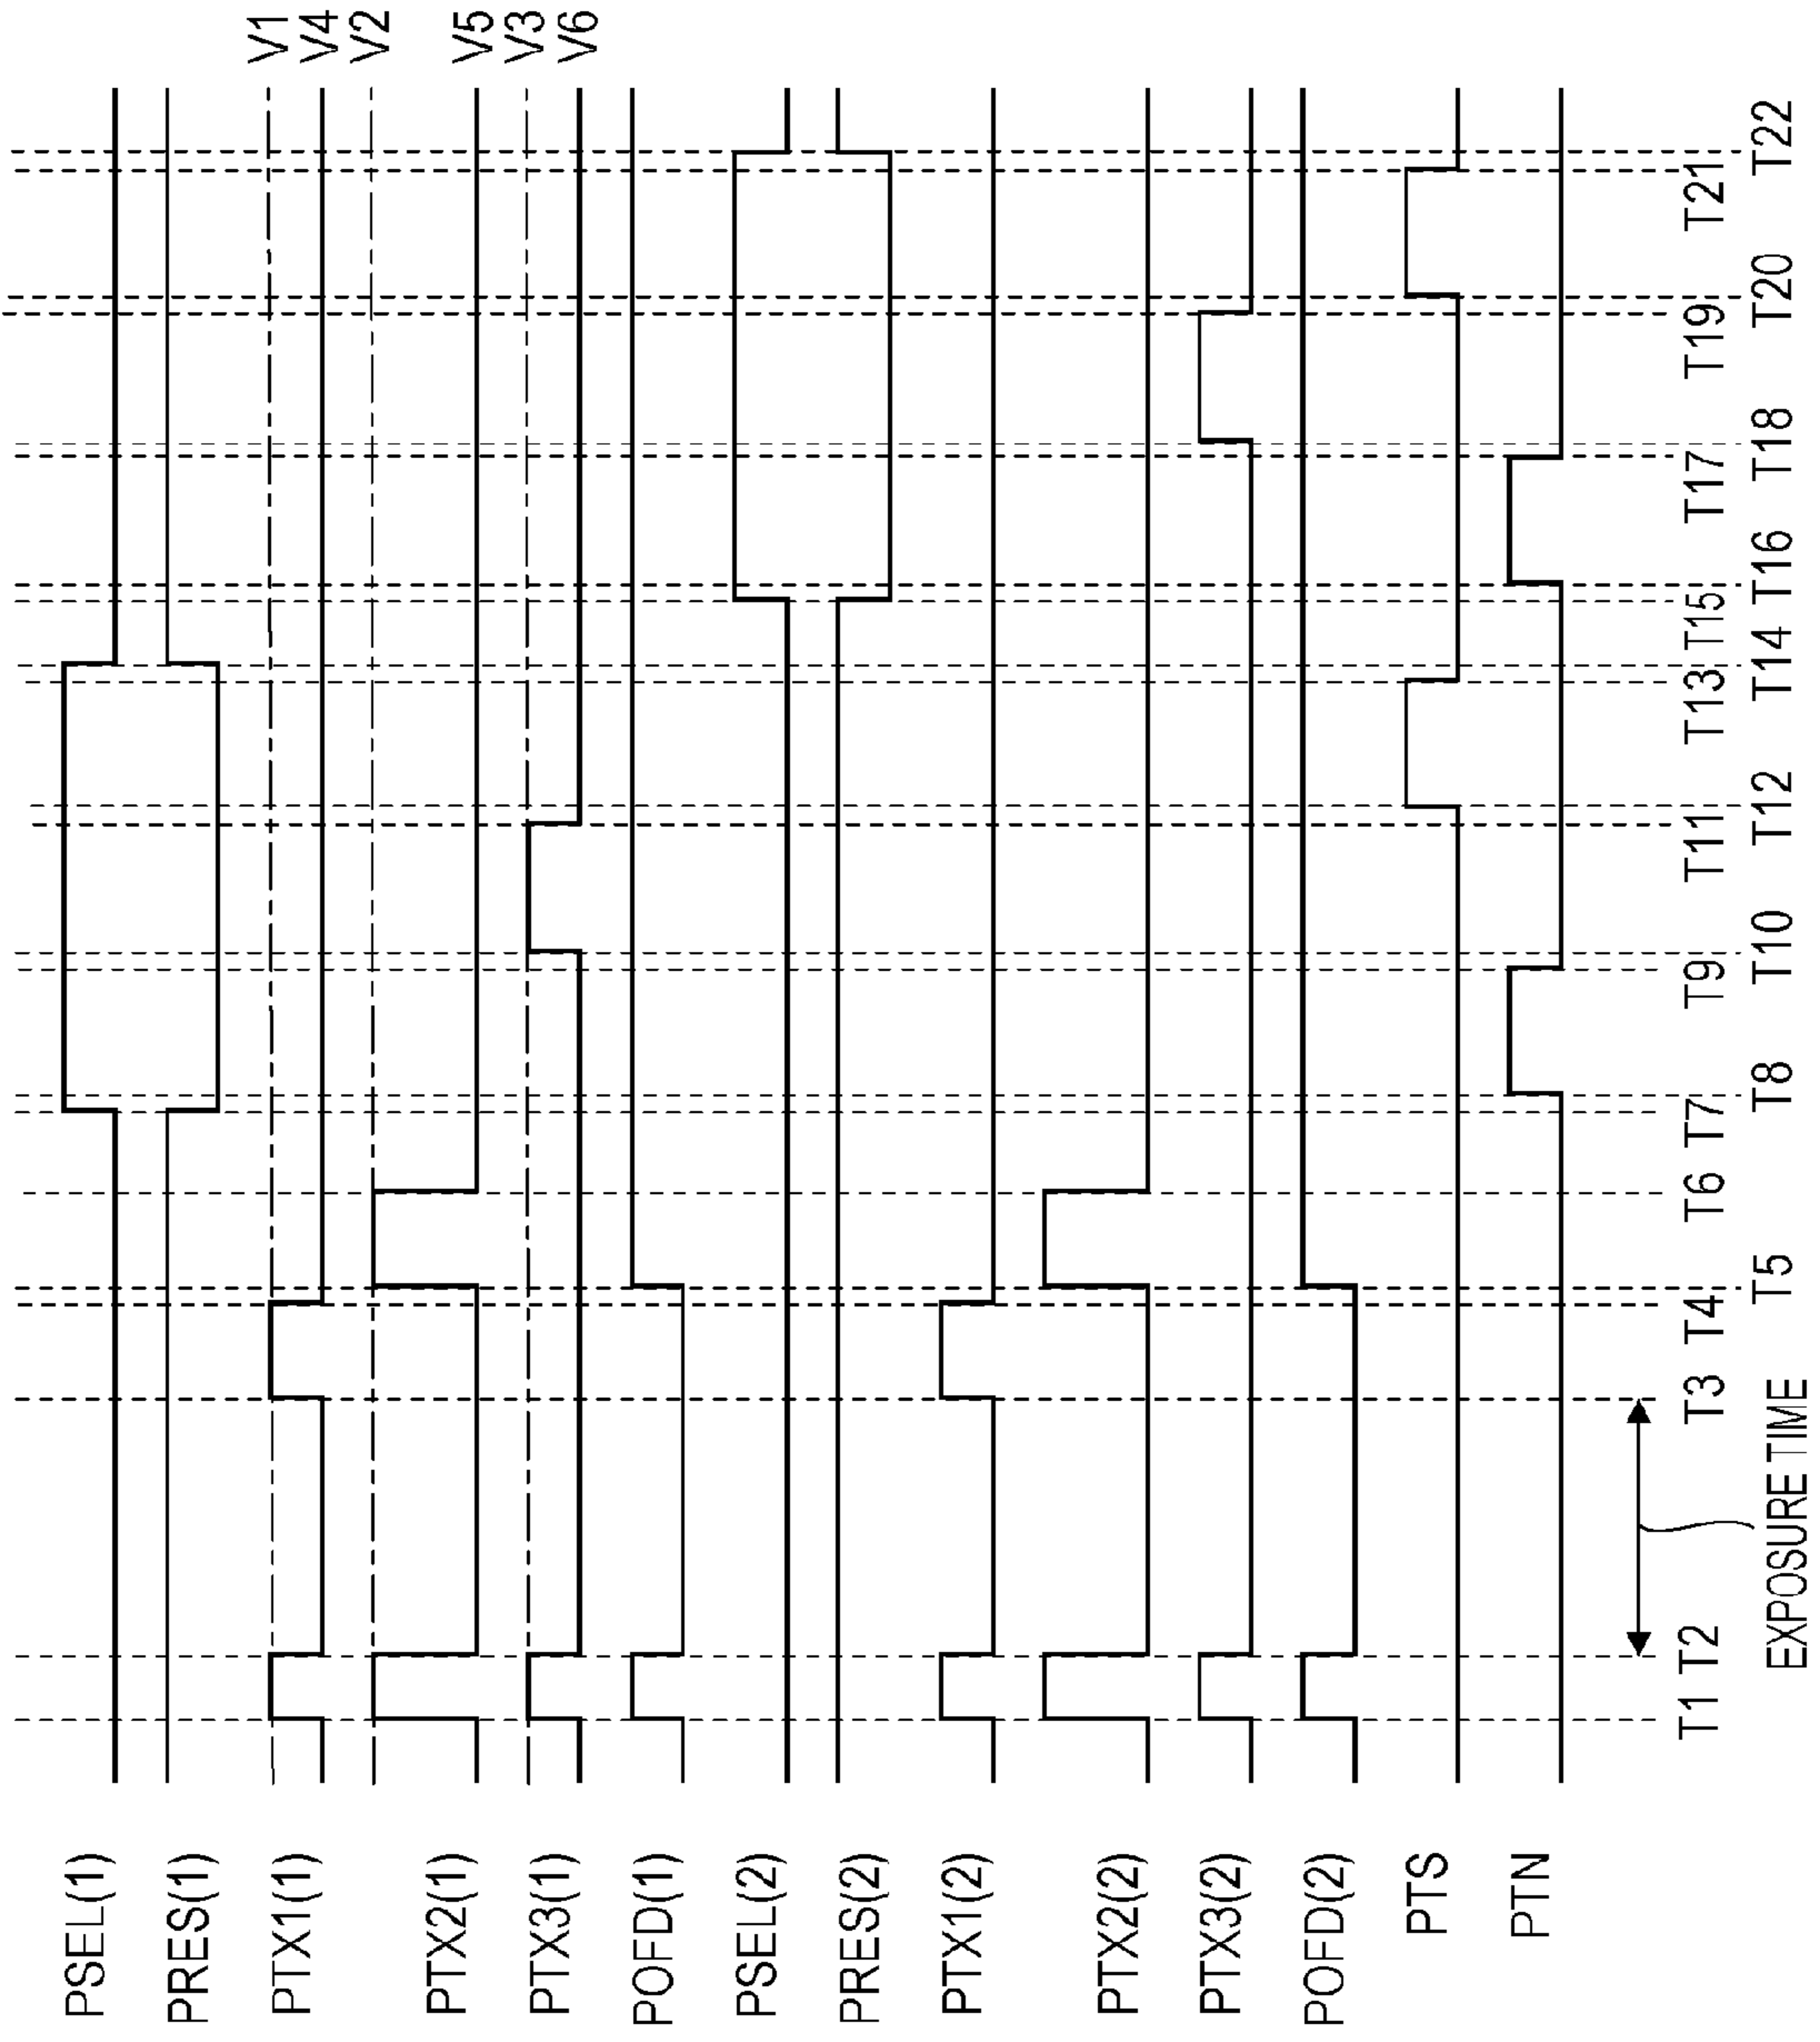 PSEL(1)
PRES(1)
PTX1(1)
PTX2(1)
PTX3(1)
POFD(1)
PSEL(2)
PRES(2)
PTX1(2)
PTX2(2)
PTX3(2)
POFD(2)
PTS
PTN
V1
V4
V2
V5
V3
V6
T1 T2 T3 T4 T6 T7 T9 T11 T13 T15 T17 T19 T21
EXPOSURE TIME T5 T8 T10 T12 T14 T16 T18 T20 T22